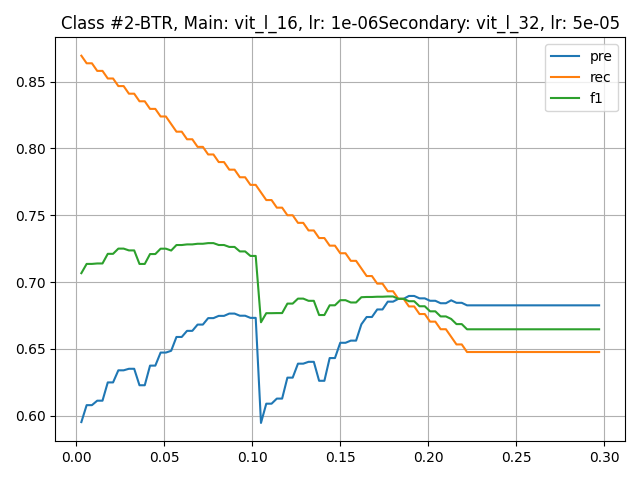 Class #2-BTR, Main: vit_l_16, lr: 1e-06Secondary: vit_l_32, lr: 5e-05
pre
rec
f1
0.85
0.80
0.75
0.70
0.65
0.60
0.00 0.05 0.10 0.15 0.20 0.25 0.30